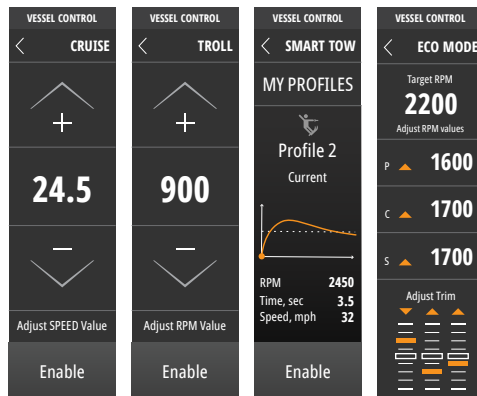 VESSEL CONTROL
CRUISE
+
24.5
−
Adjust SPEED Value
Enable
VESSEL CONTROL
TROLL
+
900
−
Adjust RPM Value
Enable
VESSEL CONTROL
SMART TOW
MY PROFILES
Profile 2
Current
RPM 2450
Time, sec 3.5
Speed, mph 32
Enable
VESSEL CONTROL
ECO MODE
Target RPM
2200
Adjust RPM values
P 1600
C 1700
S 1700
Adjust Trim